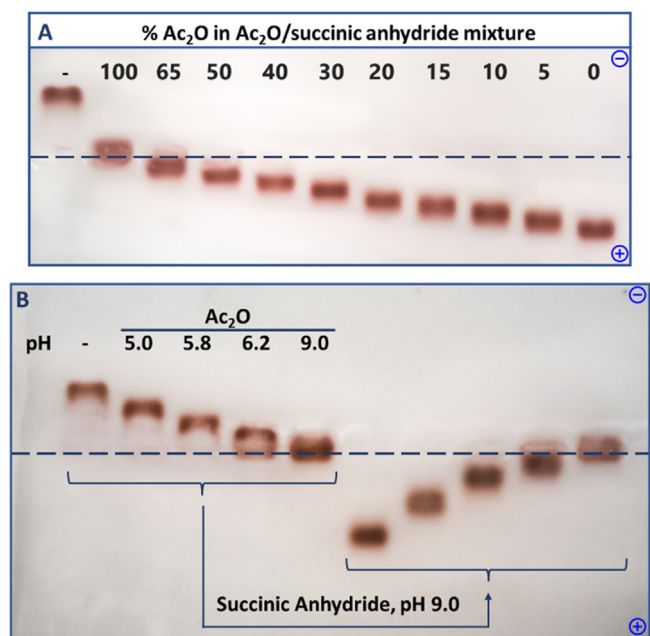 A % Ac₂O in Ac₂O/succinic anhydride mixture
⊖
- 100 65 50 40 30 20 15 10 5 0
⊕
B
⊖
Ac₂O
pH - 5.0 5.8 6.2 9.0
Succinic Anhydride, pH 9.0
⊕